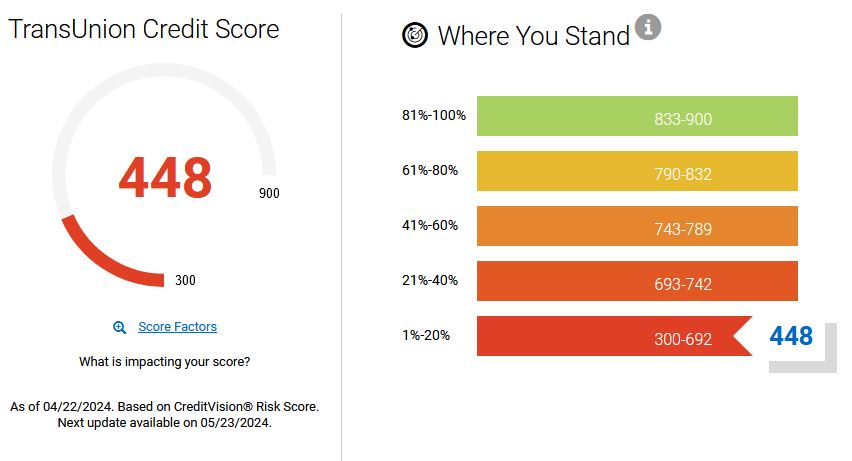 TransUnion Credit Score
448
900
300
Score Factors
What is impacting your score?
As of 04/22/2024. Based on CreditVision® Risk Score.
Next update available on 05/23/2024.
Where You Stand
81%-100% 833-900
61%-80% 790-832
41%-60% 743-789
21%-40% 693-742
1%-20% 300-692 448